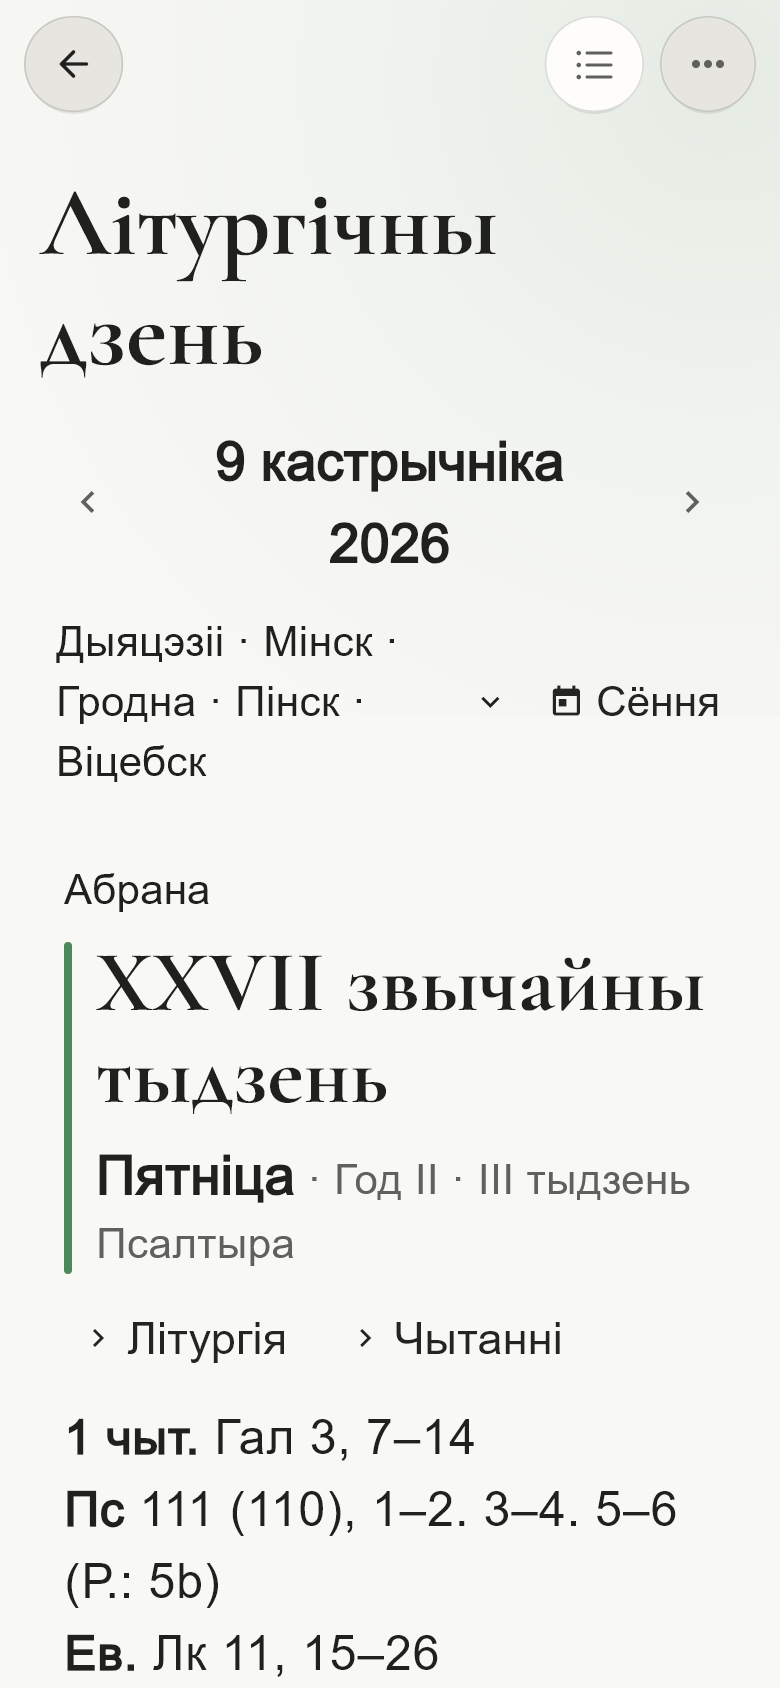 Літургічны
дзень
9 кастрычніка
2026
Дыяцэзіі · Мінск ·
Гродна · Пінск ·
Віцебск
Сёння
Абрана
XXVII звычайны
тыдзень
Пятніца · Год II · III тыдзень
Псалтыра
Літургія
Чытанні
1 чыт. Гал 3, 7–14
Пс 111 (110), 1–2. 3–4. 5–6
(Р.: 5b)
Ев. Лк 11, 15–26